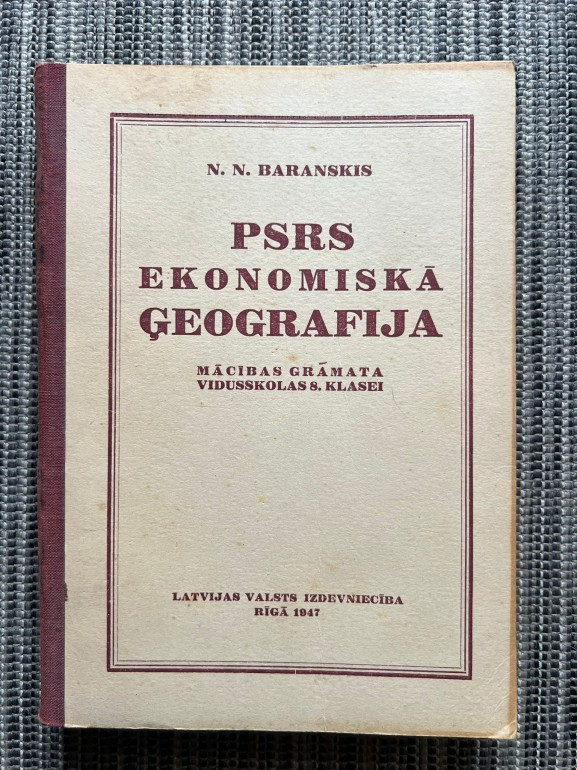 N. N. BARANSKIS
PSRS
EKONOMISKĀ
ĢEOGRAFIJA
MĀCĪBAS GRĀMATA
VIDUSSKOLAS 8. KLASEI
LATVIJAS VALSTS IZDEVNIECĪBA
RĪGĀ 1947